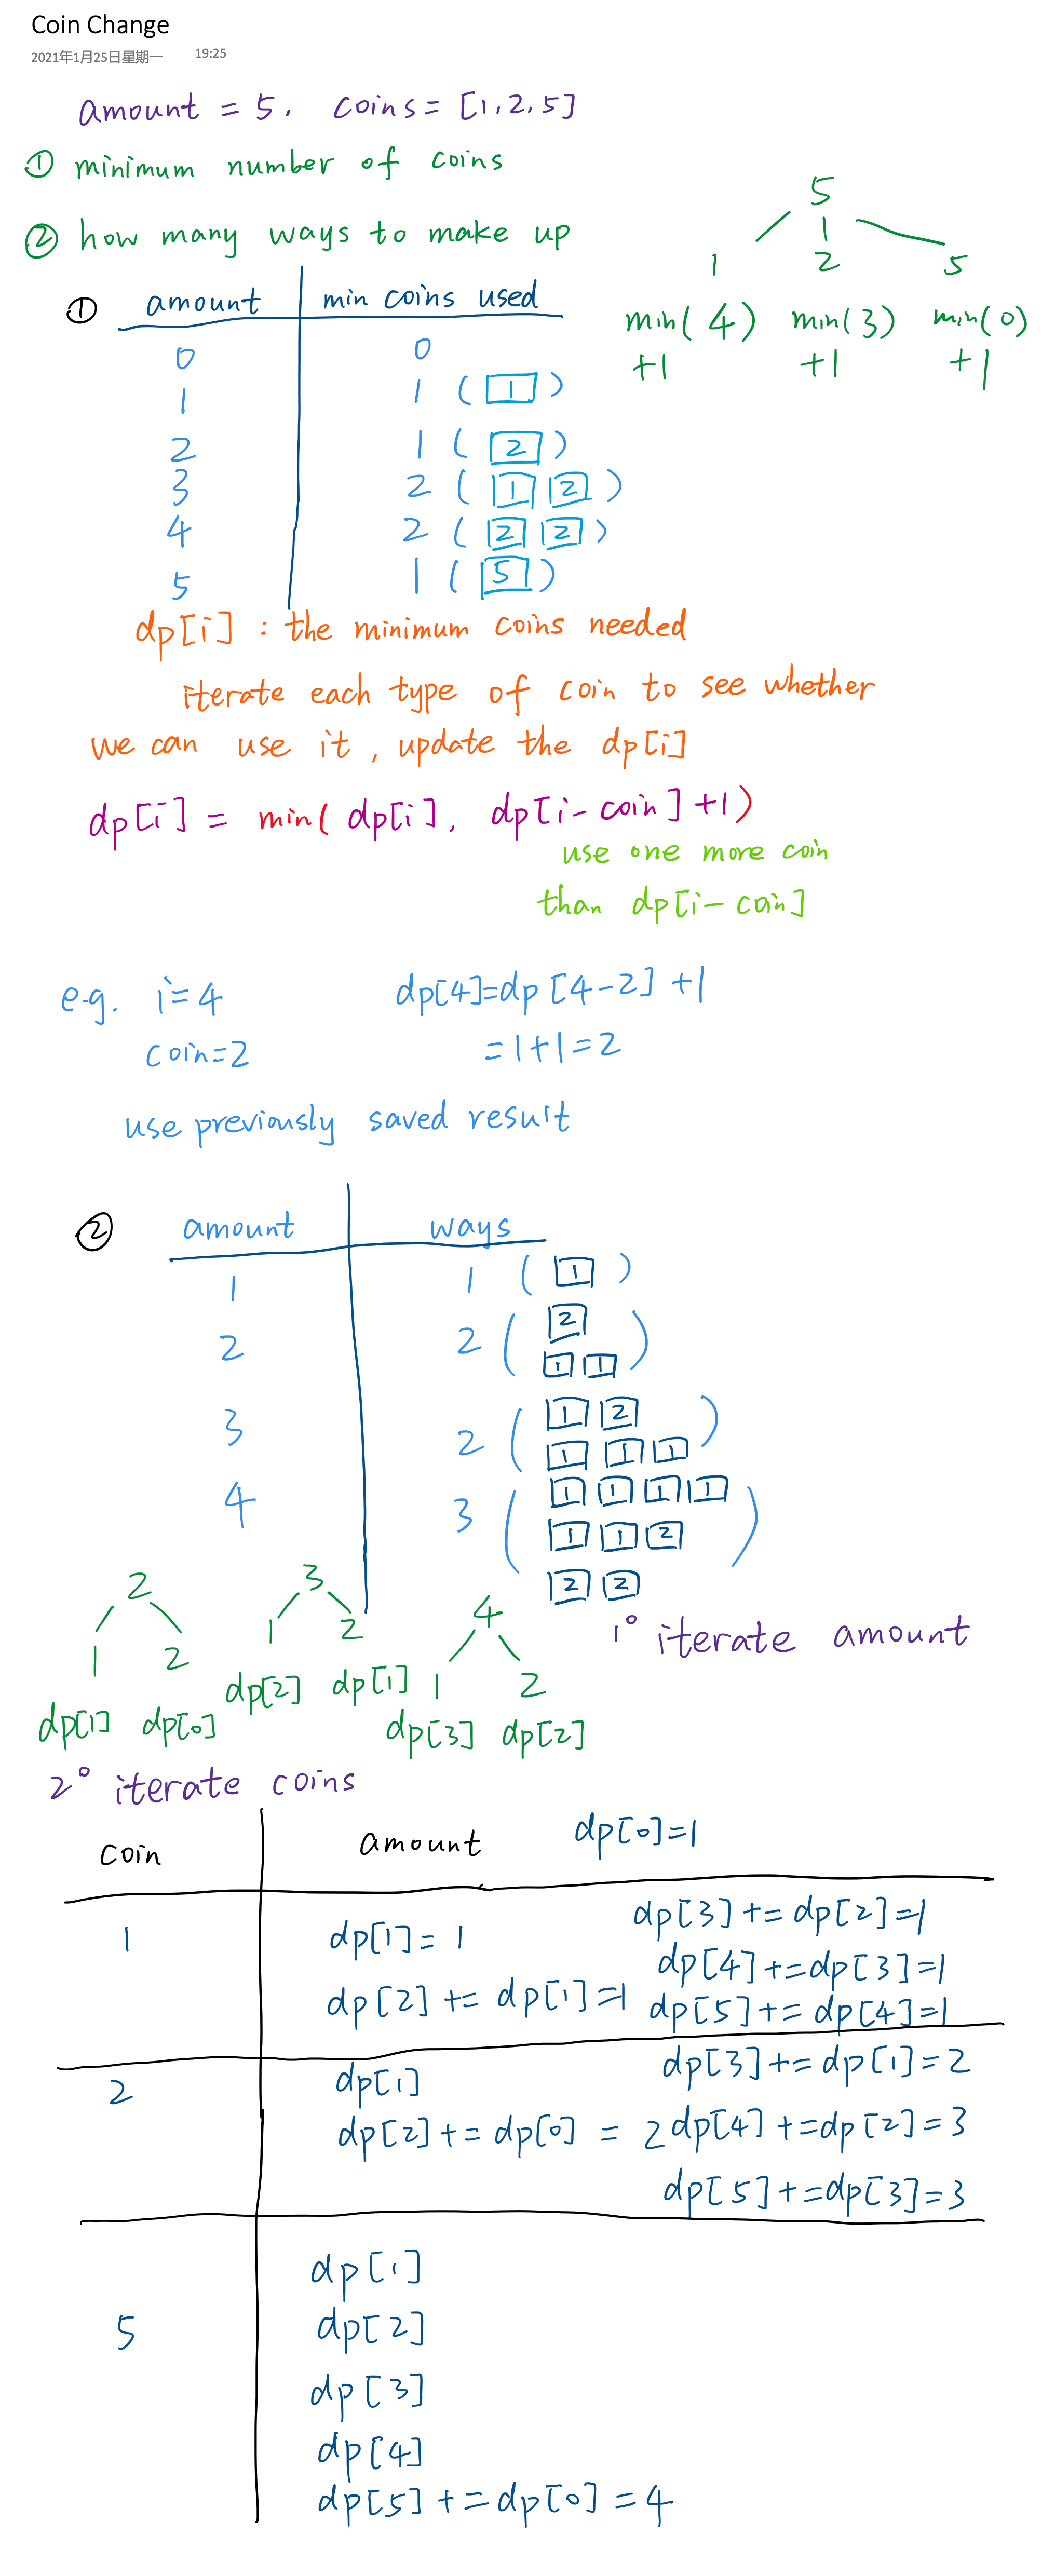 Coin Change
2021年1月25日星期一 19:25
amount = 5, coins = [1,2,5]
① minimum number of coins
② how many ways to make up
5
1 2 5
min(4) min(3) min(0)
+1 +1 +1
① amount min coins used
0 0
1 1 ( 1 )
2 1 ( 2 )
3 2 ( 1 2 )
4 2 ( 2 2 )
5 1 ( 5 )
dp[i] : the minimum coins needed
iterate each type of coin to see whether
we can use it, update the dp[i]
dp[i] = min( dp[i], dp[i-coin]+1)
use one more coin
than dp[i-coin]
e.g. i=4 dp[4]=dp[4-2]+1
coin=2 =1+1=2
use previously saved result
② amount ways
1 1 ( 1 )
2 2 ( 2
1 1 )
3 2 ( 1 2
1 1 1 )
4 3 ( 1 1 1 1
1 1 2
2 2 )
2 3 4
1 2 1 2 1 2
dp[1] dp[0] dp[2] dp[1] dp[3] dp[2]
1° iterate amount
2° iterate coins
coin amount dp[0]=1
1 dp[1]=1 dp[3]+=dp[2]=1
dp[2]+=dp[1]=1 dp[4]+=dp[3]=1
dp[5]+=dp[4]=1
2 dp[1] dp[3]+=dp[1]=2
dp[2]+=dp[0]=2 dp[4]+=dp[2]=3
dp[5]+=dp[3]=3
dp[1]
5 dp[2]
dp[3]
dp[4]
dp[5]+=dp[0]=4